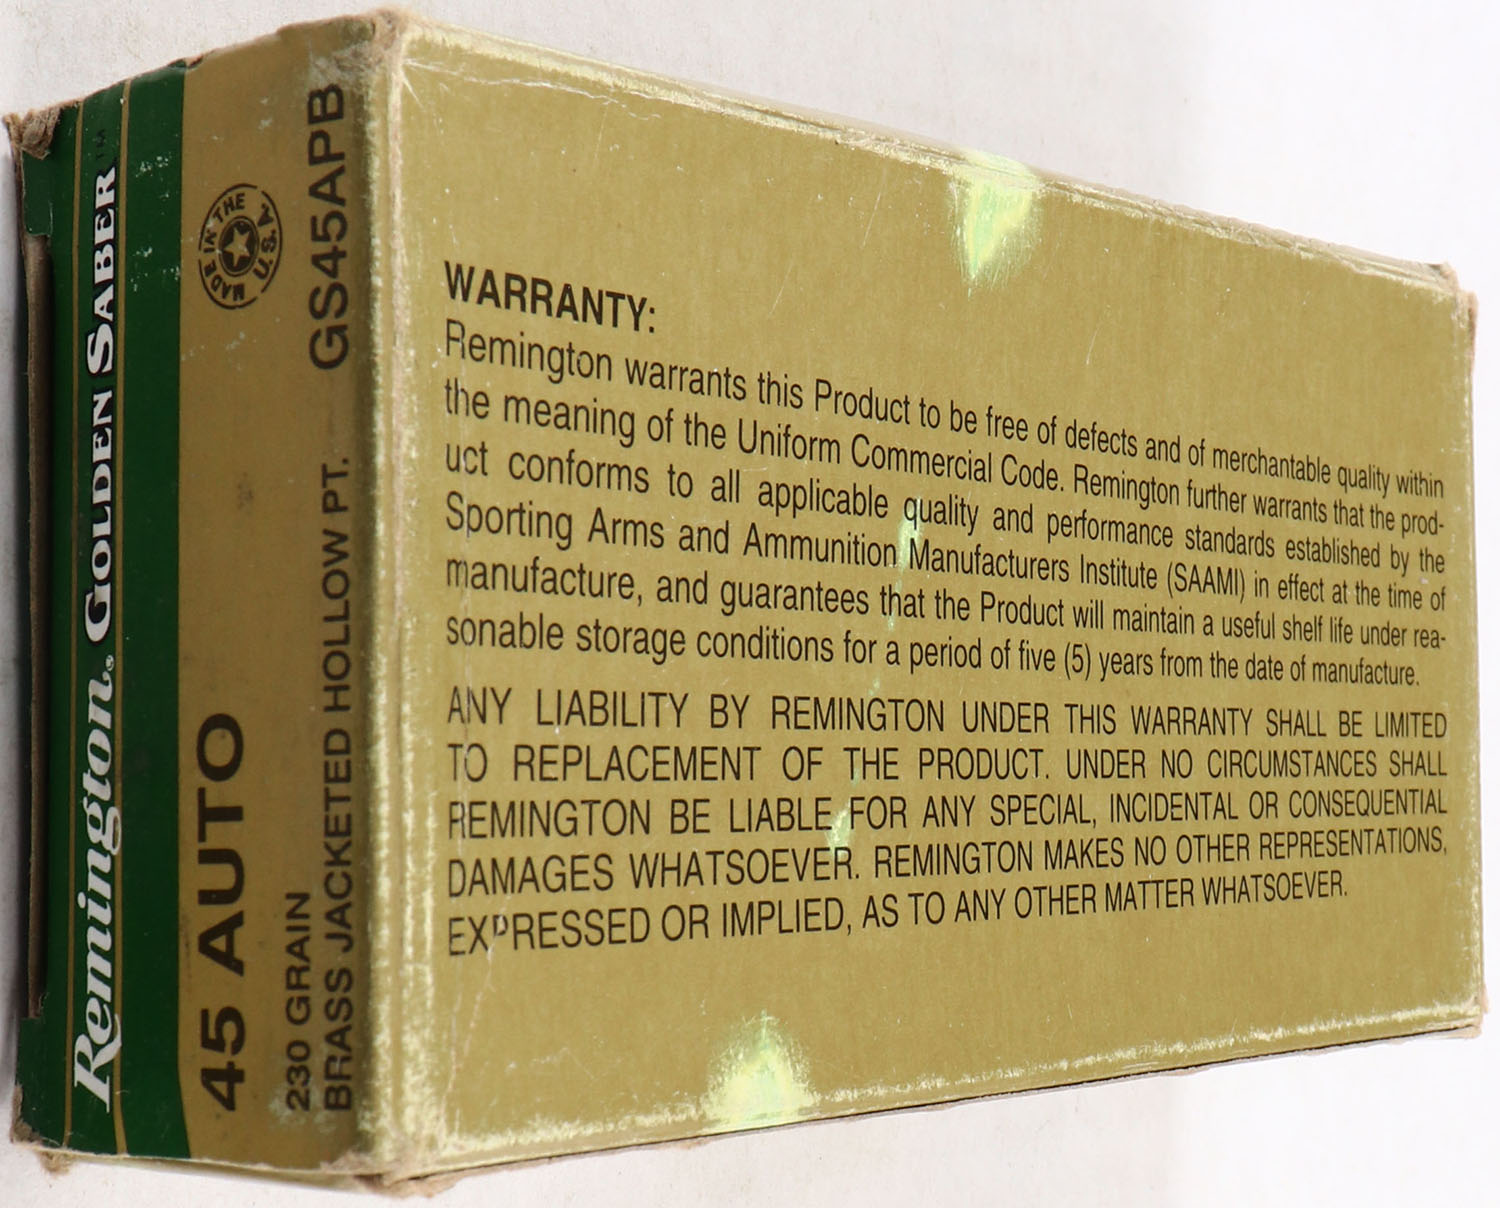 Remington® GOLDEN SABER™
45 AUTO
MADE IN THE U.S.A.
230 GRAIN
BRASS JACKETED HOLLOW PT. GS45APB
WARRANTY:
Remington warrants this Product to be free of defects and of merchantable quality within
the meaning of the Uniform Commercial Code. Remington further warrants that the prod-
uct conforms to all applicable quality and performance standards established by the
Sporting Arms and Ammunition Manufacturers Institute (SAAMI) in effect at the time of
manufacture, and guarantees that the Product will maintain a useful shelf life under rea-
sonable storage conditions for a period of five (5) years from the date of manufacture.
ANY LIABILITY BY REMINGTON UNDER THIS WARRANTY SHALL BE LIMITED
TO REPLACEMENT OF THE PRODUCT. UNDER NO CIRCUMSTANCES SHALL
REMINGTON BE LIABLE FOR ANY SPECIAL, INCIDENTAL OR CONSEQUENTIAL
DAMAGES WHATSOEVER. REMINGTON MAKES NO OTHER REPRESENTATIONS,
EXPRESSED OR IMPLIED, AS TO ANY OTHER MATTER WHATSOEVER.